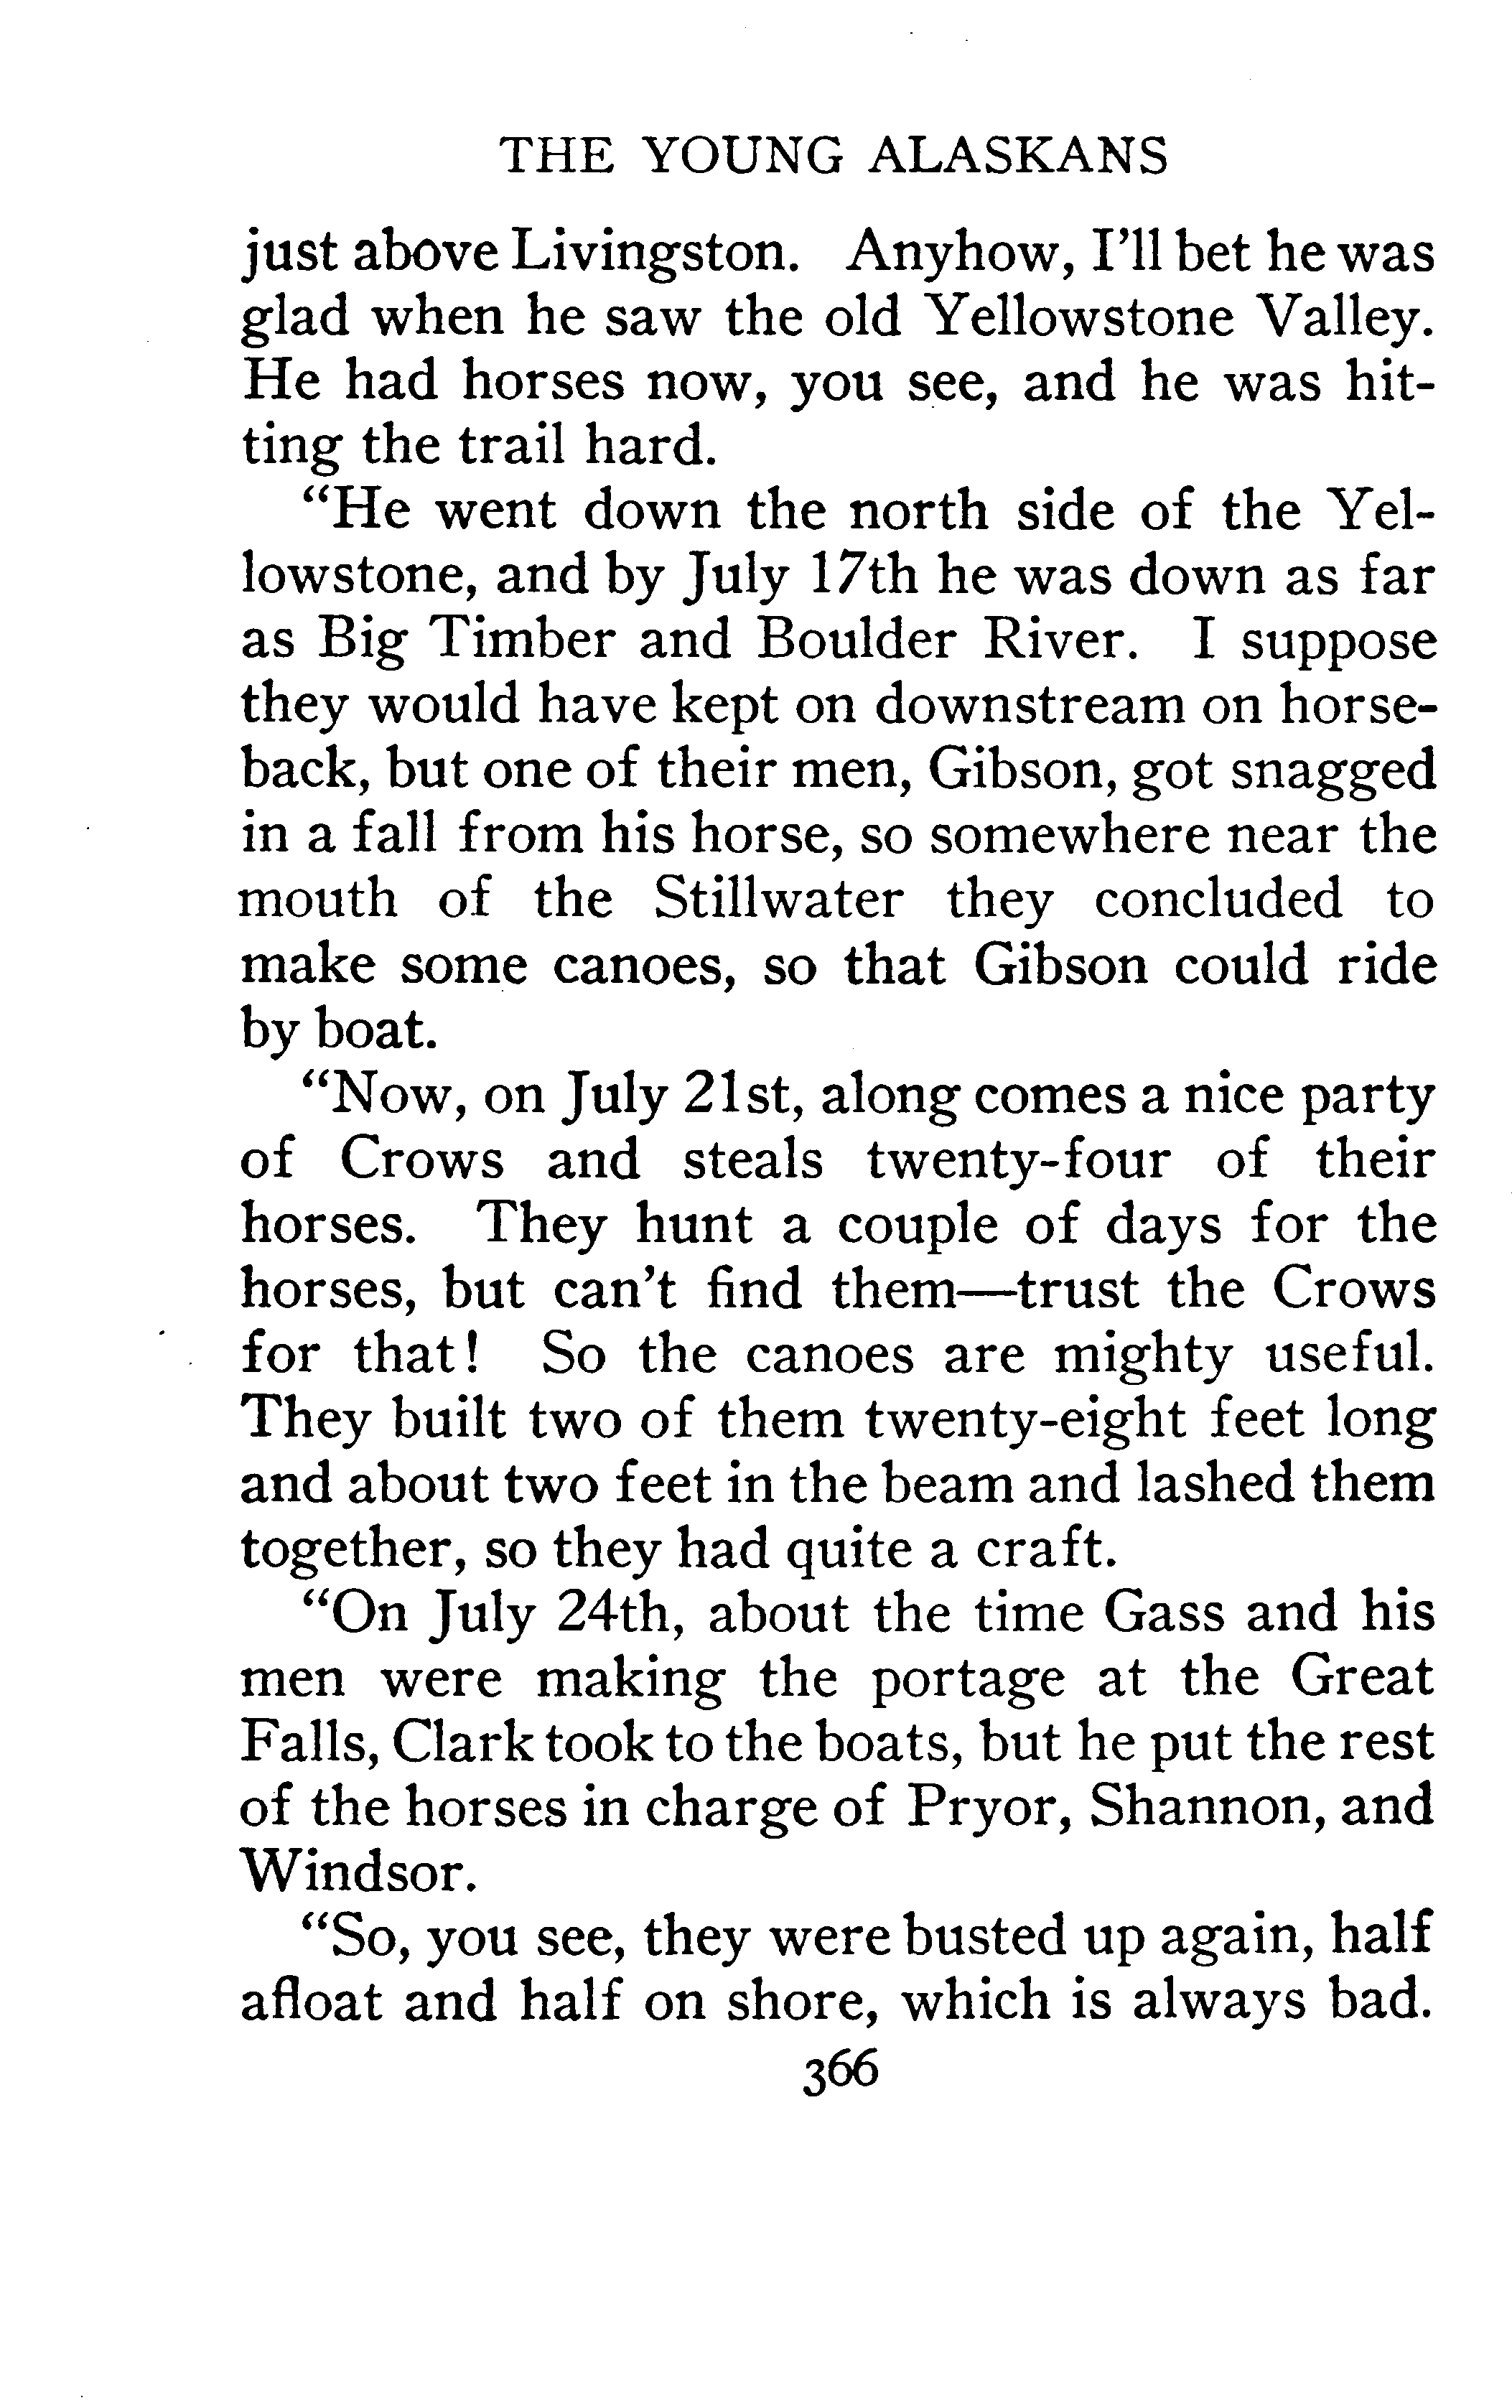 THE YOUNG ALASKANS
just above Livingston. Anyhow, I'll bet he was
glad when he saw the old Yellowstone Valley.
He had horses now, you see, and he was hit-
ting the trail hard.
"He went down the north side of the Yel-
lowstone, and by July 17th he was down as far
as Big Timber and Boulder River. I suppose
they would have kept on downstream on horse-
back, but one of their men, Gibson, got snagged
in a fall from his horse, so somewhere near the
mouth of the Stillwater they concluded to
make some canoes, so that Gibson could ride
by boat.
"Now, on July 21st, along comes a nice party
of Crows and steals twenty-four of their
horses. They hunt a couple of days for the
horses, but can't find them—trust the Crows
for that! So the canoes are mighty useful.
They built two of them twenty-eight feet long
and about two feet in the beam and lashed them
together, so they had quite a craft.
"On July 24th, about the time Gass and his
men were making the portage at the Great
Falls, Clark took to the boats, but he put the rest
of the horses in charge of Pryor, Shannon, and
Windsor.
"So, you see, they were busted up again, half
afloat and half on shore, which is always bad.
366